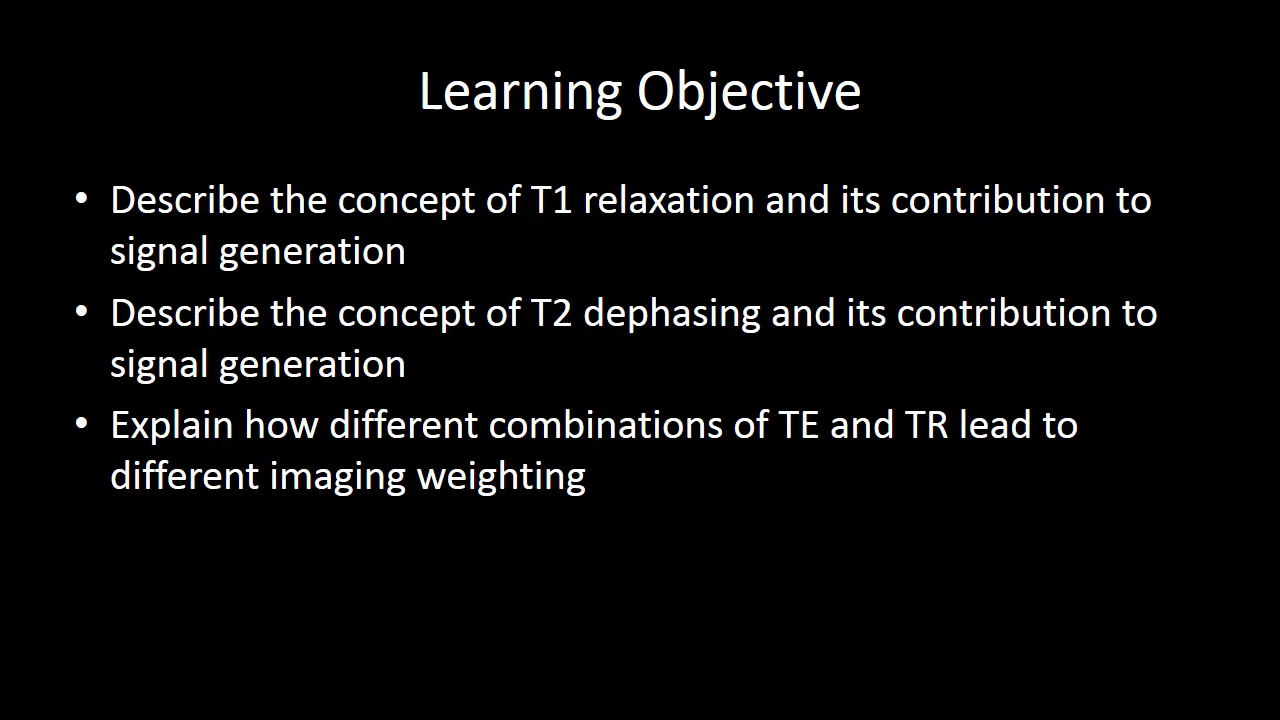 Learning Objective
• Describe the concept of T1 relaxation and its contribution to
signal generation
• Describe the concept of T2 dephasing and its contribution to
signal generation
• Explain how different combinations of TE and TR lead to
different imaging weighting